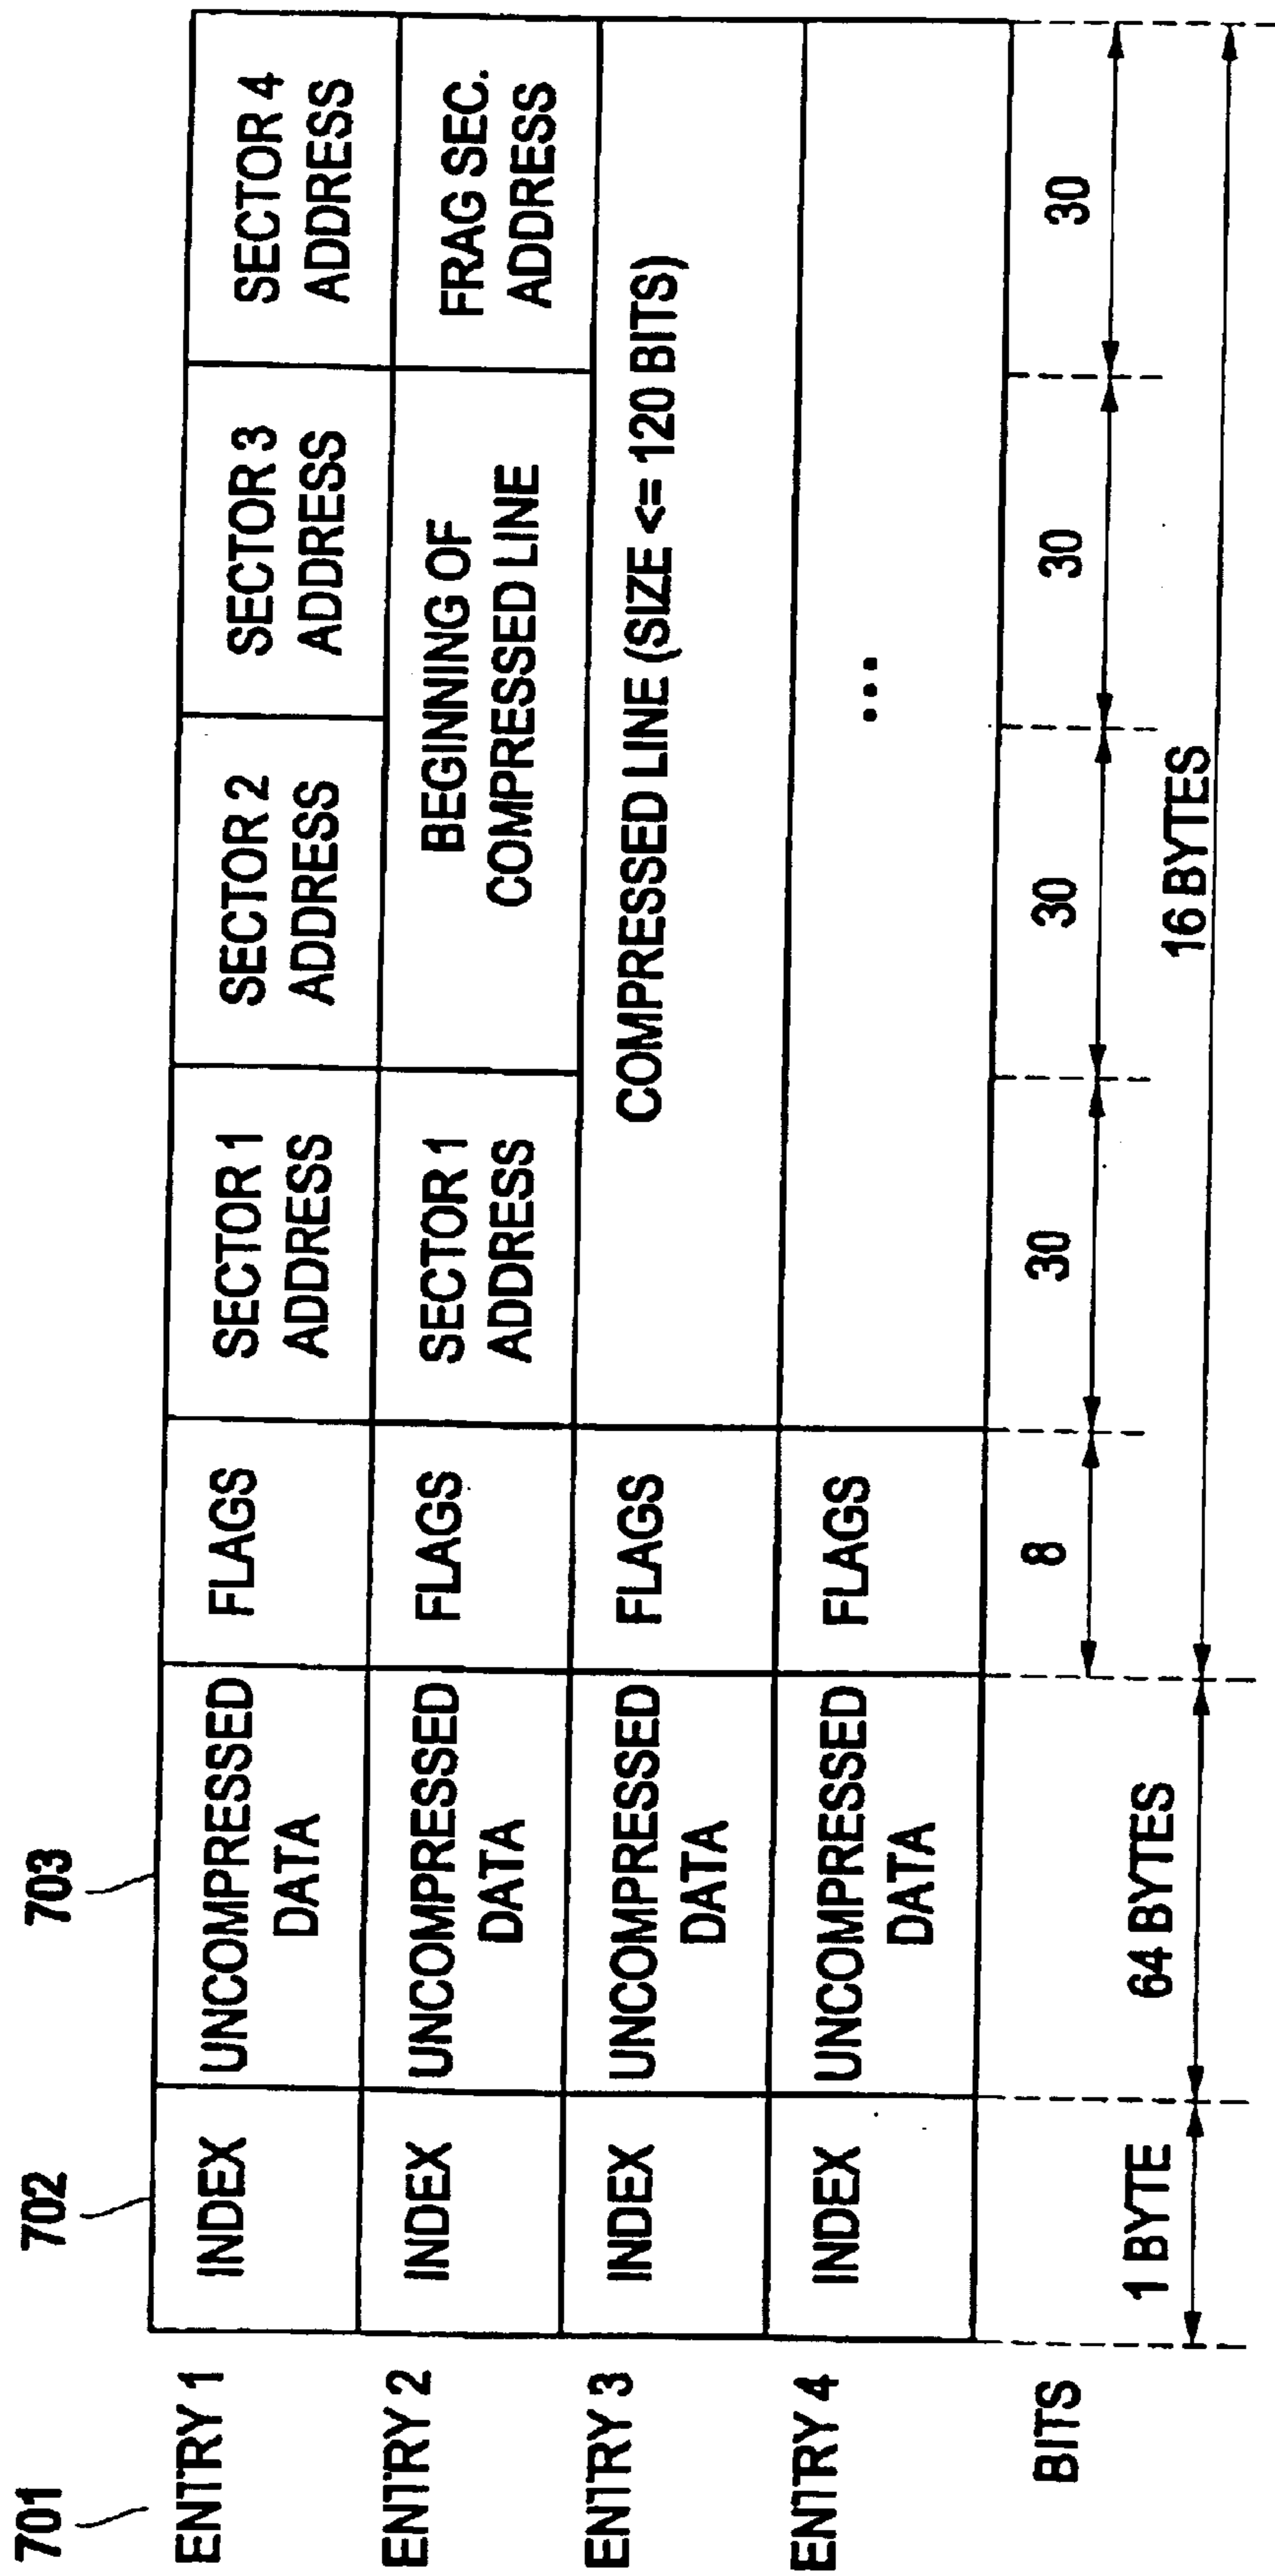 701
702
703
ENTRY 1
INDEX
UNCOMPRESSED
DATA
FLAGS
SECTOR 1
ADDRESS
SECTOR 2
ADDRESS
SECTOR 3
ADDRESS
SECTOR 4
ADDRESS
ENTRY 2
INDEX
UNCOMPRESSED
DATA
FLAGS
SECTOR 1
ADDRESS
BEGINNING OF
COMPRESSED LINE
FRAG SEC.
ADDRESS
ENTRY 3
INDEX
UNCOMPRESSED
DATA
FLAGS
COMPRESSED LINE (SIZE <= 120 BITS)
ENTRY 4
INDEX
UNCOMPRESSED
DATA
FLAGS
...
BITS
8
30
30
30
30
1 BYTE
64 BYTES
16 BYTES